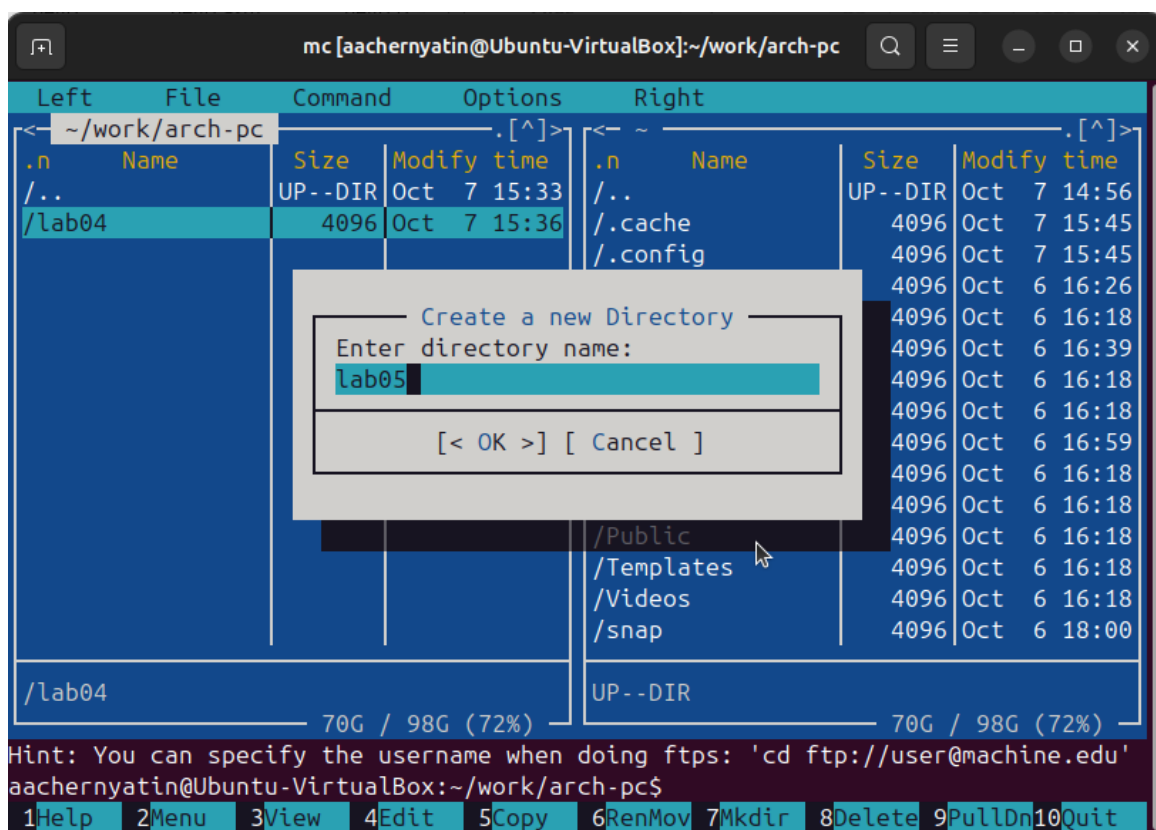 mc [aachernyatin@Ubuntu-VirtualBox]:~/work/arch-pc
Left File Command Options Right
<- ~/work/arch-pc .[^]> <- ~ .[^]>
.n Name Size Modify time .n Name Size Modify time
/.. UP--DIR Oct 7 15:33 /.. UP--DIR Oct 7 14:56
/lab04 4096 Oct 7 15:36 /.cache 4096 Oct 7 15:45
/.config 4096 Oct 7 15:45
4096 Oct 6 16:26
Create a new Directory 4096 Oct 6 16:18
Enter directory name: 4096 Oct 6 16:39
lab05 4096 Oct 6 16:18
4096 Oct 6 16:18
[< OK >] [ Cancel ] 4096 Oct 6 16:59
4096 Oct 6 16:18
4096 Oct 6 16:18
/Public 4096 Oct 6 16:18
/Templates 4096 Oct 6 16:18
/Videos 4096 Oct 6 16:18
/snap 4096 Oct 6 18:00
/lab04 UP--DIR
70G / 98G (72%) 70G / 98G (72%)
Hint: You can specify the username when doing ftps: 'cd ftp://user@machine.edu'
aachernyatin@Ubuntu-VirtualBox:~/work/arch-pc$
1Help 2Menu 3View 4Edit 5Copy 6RenMov 7Mkdir 8Delete 9PullDn 10Quit